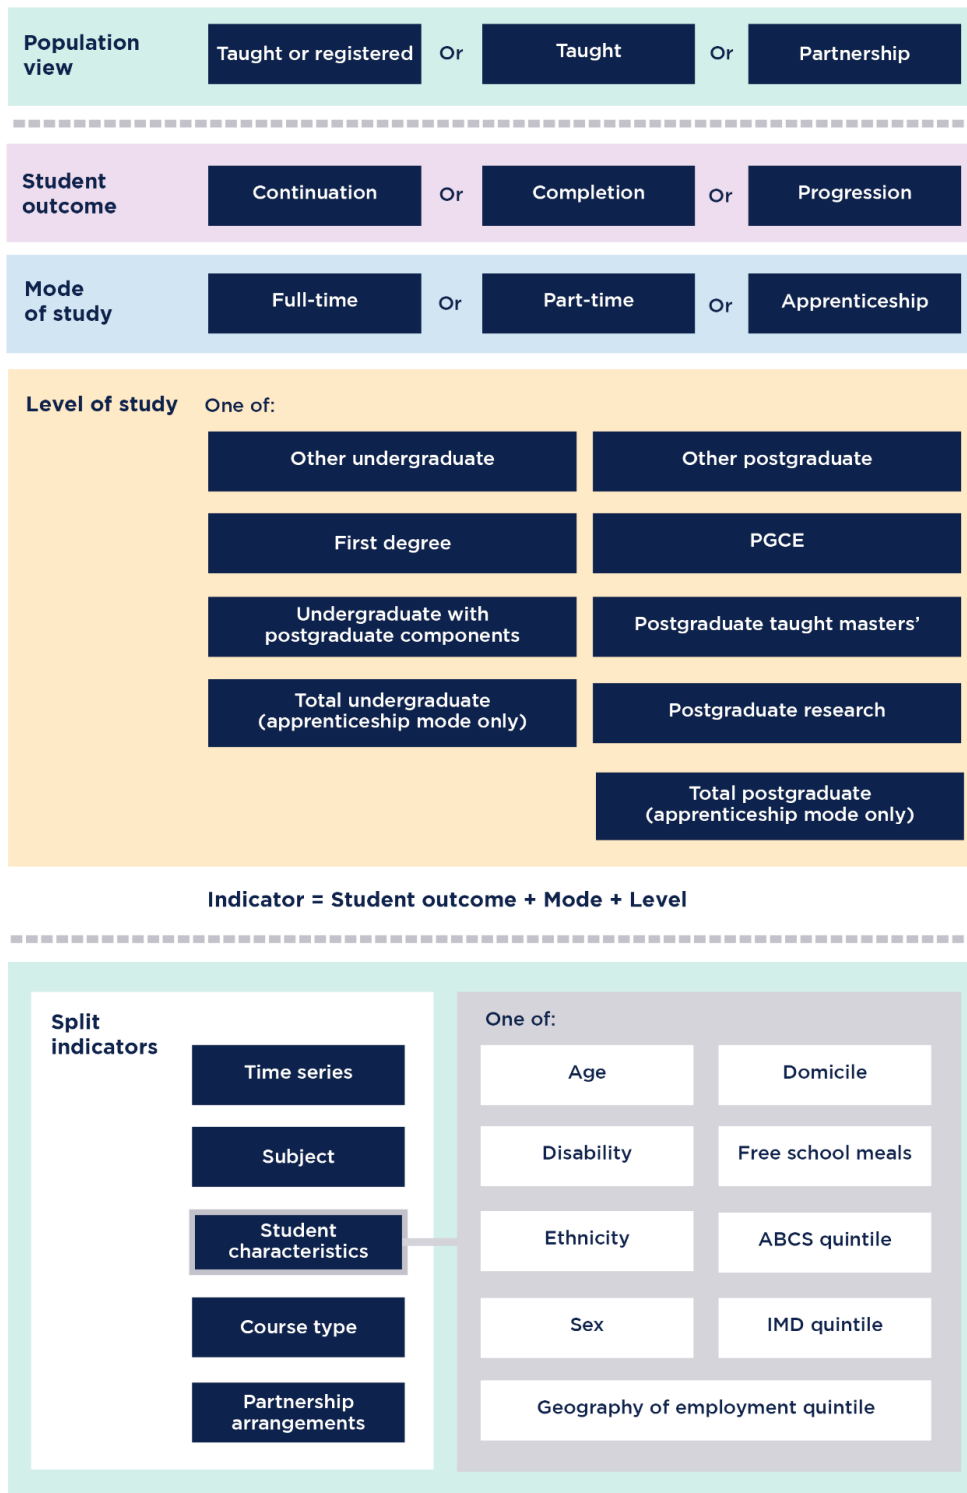 Population
view
Taught or registered
Or
Taught
Or
Partnership
Student
outcome
Continuation
Or
Completion
Or
Progression
Mode
of study
Full-time
Or
Part-time
Or
Apprenticeship
Level of study
One of:
Other undergraduate
Other postgraduate
First degree
PGCE
Undergraduate with
postgraduate components
Postgraduate taught masters’
Total undergraduate
(apprenticeship mode only)
Postgraduate research
Total postgraduate
(apprenticeship mode only)
Indicator = Student outcome + Mode + Level
Split
indicators
Time series
Subject
Student
characteristics
Course type
Partnership
arrangements
One of:
Age
Domicile
Disability
Free school meals
Ethnicity
ABCS quintile
Sex
IMD quintile
Geography of employment quintile